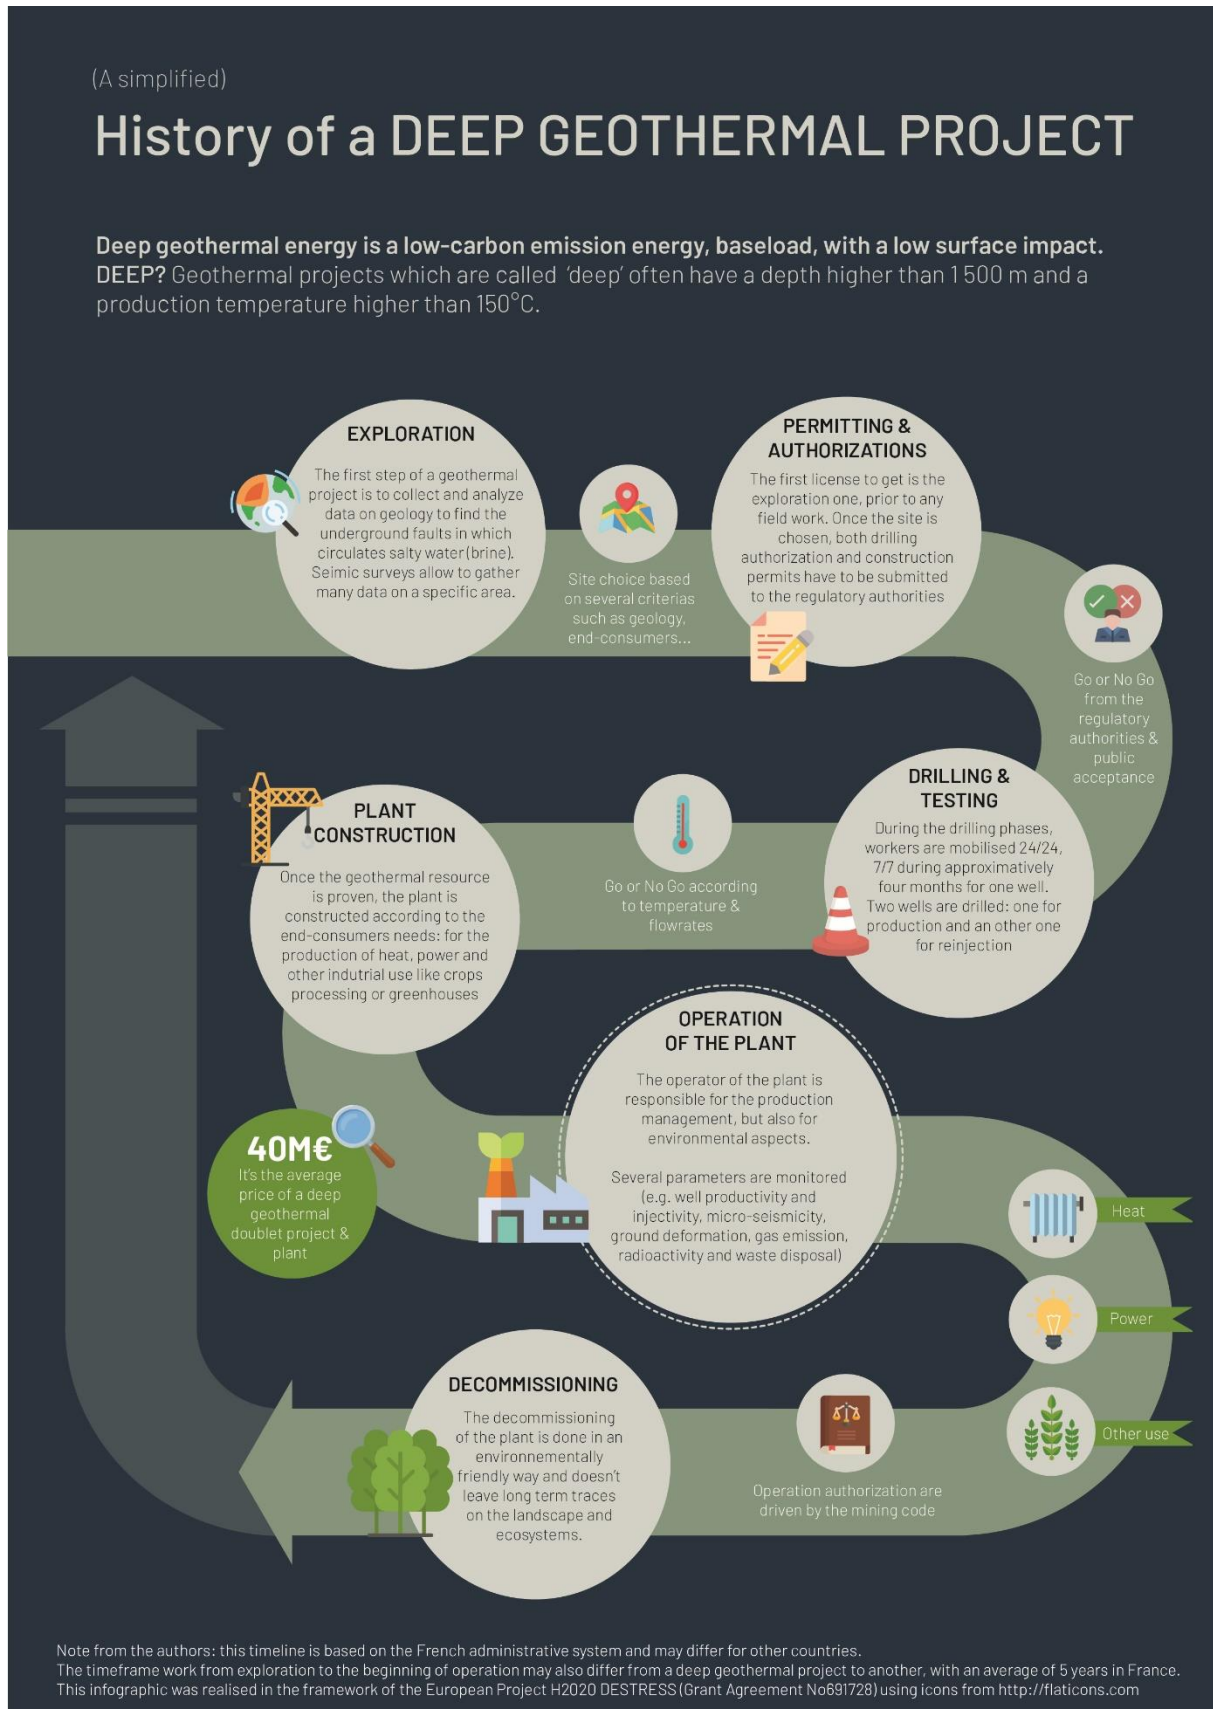 (A simplified)
History of a DEEP GEOTHERMAL PROJECT
Deep geothermal energy is a low-carbon emission energy, baseload, with a low surface impact.
DEEP? Geothermal projects which are called 'deep' often have a depth higher than 1 500 m and a
production temperature higher than 150°C.
EXPLORATION
The first step of a geothermal
project is to collect and analyze
data on geology to find the
underground faults in which
circulates salty water (brine).
Seimic surveys allow to gather
many data on a specific area.
Site choice based
on several criterias
such as geology,
end-consumers...
PERMITTING &
AUTHORIZATIONS
The first license to get is the
exploration one, prior to any
field work. Once the site is
chosen, both drilling
authorization and construction
permits have to be submitted
to the regulatory authorities
Go or No Go
from the
regulatory
authorities &
public
acceptance
DRILLING &
TESTING
During the drilling phases,
workers are mobilised 24/24,
7/7 during approximatively
four months for one well.
Two wells are drilled: one for
production and an other one
for reinjection
Go or No Go according
to temperature &
flowrates
PLANT
CONSTRUCTION
Once the geothermal resource
is proven, the plant is
constructed according to the
end-consumers needs: for the
production of heat, power and
other indutrial use like crops
processing or greenhouses
40M€
It's the average
price of a deep
geothermal
doublet project &
plant
OPERATION
OF THE PLANT
The operator of the plant is
responsible for the production
management, but also for
environmental aspects.
Several parameters are monitored
(e.g. well productivity and
injectivity, micro-seismicity,
ground deformation, gas emission,
radioactivity and waste disposal)
Heat
Power
Other use
Operation authorization are
driven by the mining code
DECOMMISSIONING
The decommissioning
of the plant is done in an
environnementally
friendly way and doesn't
leave long term traces
on the landscape and
ecosystems.
Note from the authors: this timeline is based on the French administrative system and may differ for other countries.
The timeframe work from exploration to the beginning of operation may also differ from a deep geothermal project to another, with an average of 5 years in France.
This infographic was realised in the framework of the European Project H2020 DESTRESS (Grant Agreement No691728) using icons from http://flaticons.com